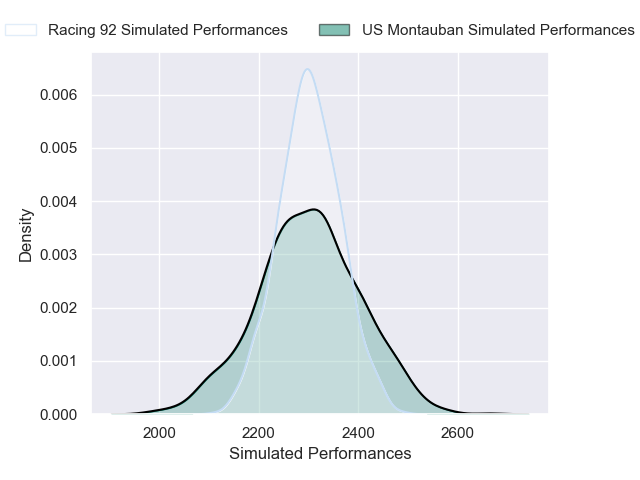 Racing 92 Simulated Performances US Montauban Simulated Performances
0.006
0.005
0.004
0.003
0.002
0.001
0.000
Density
2000 2200 2400 2600
Simulated Performances